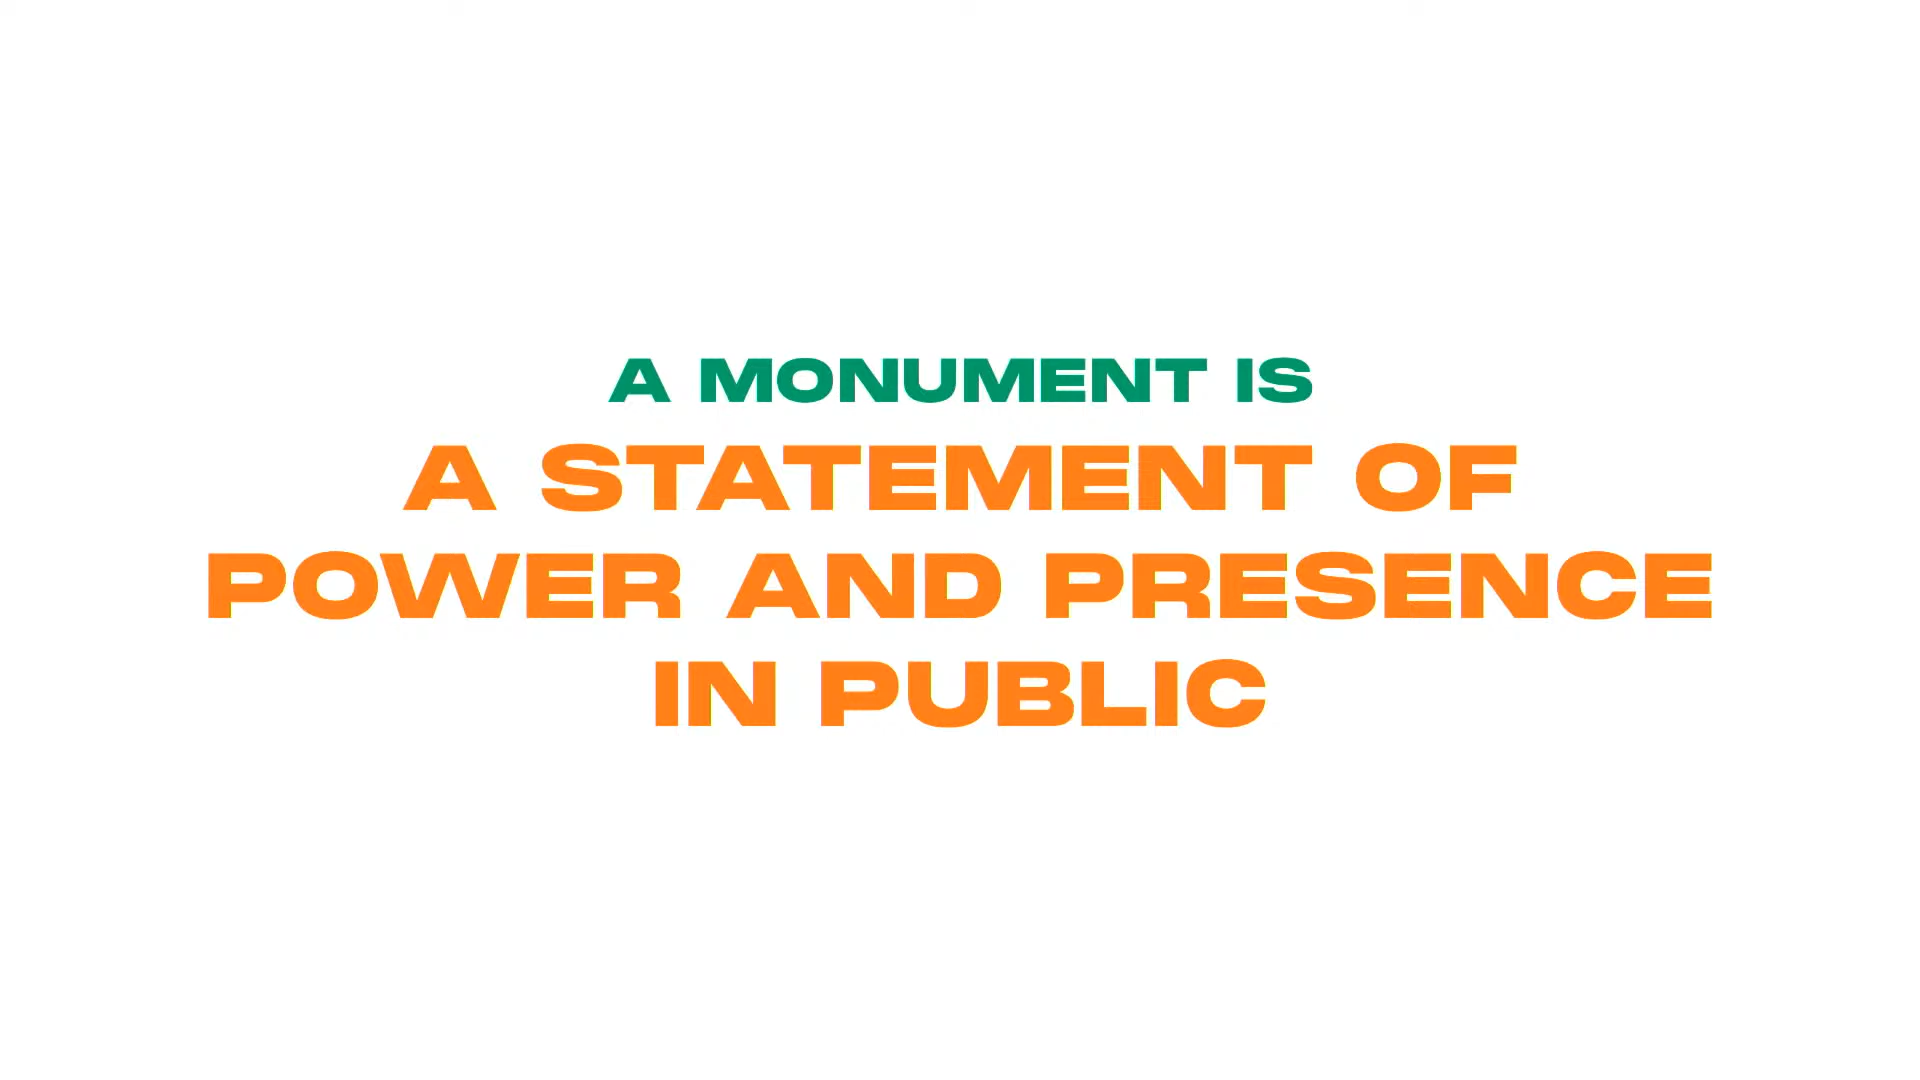 A MONUMENT IS
A STATEMENT OF
POWER AND PRESENCE
IN PUBLIC